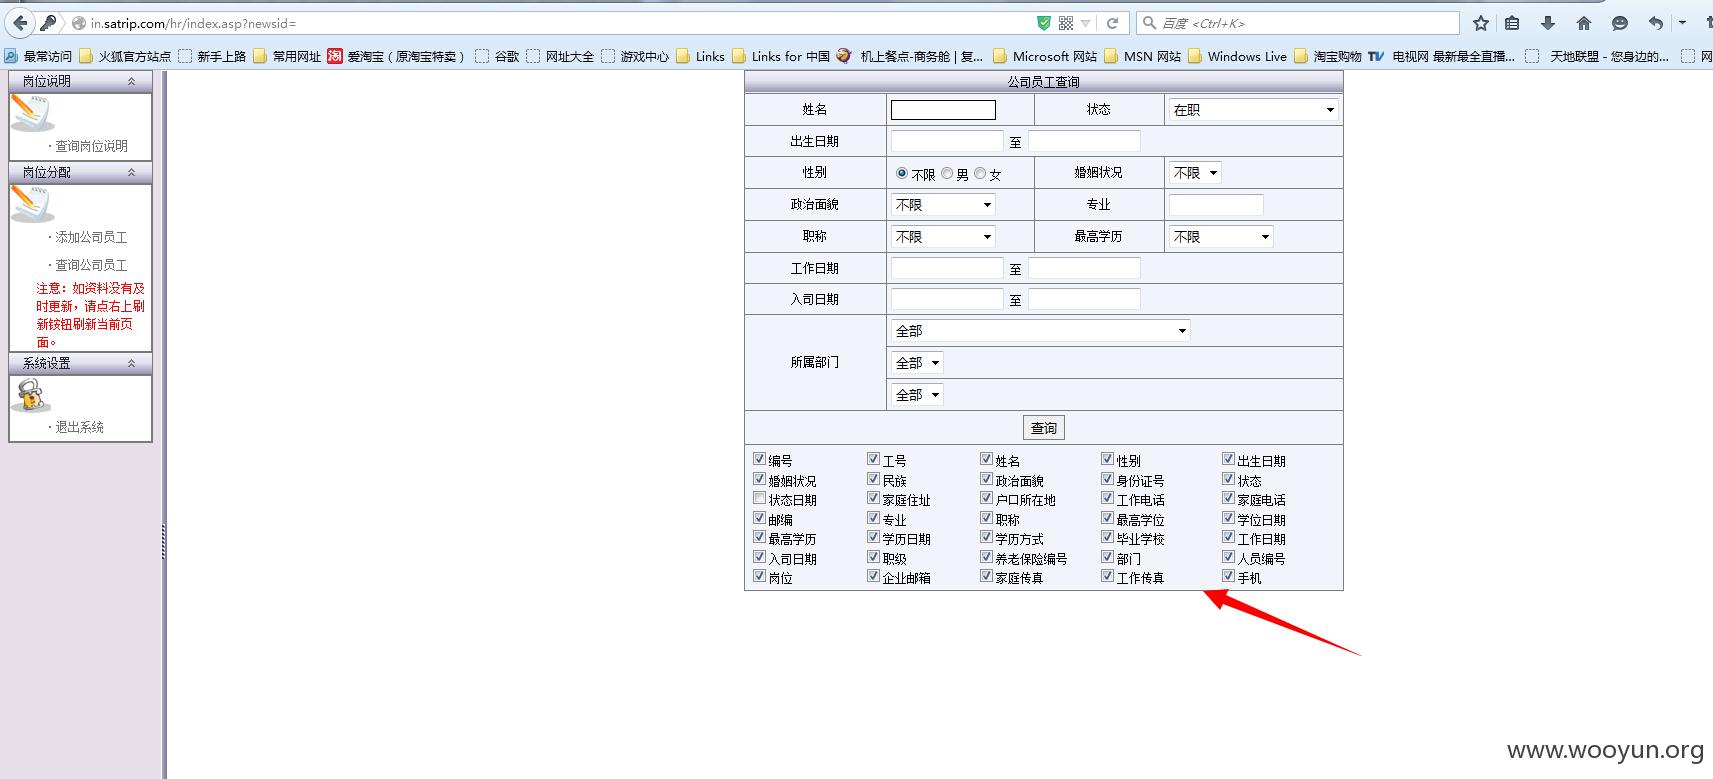 in.satrip.com/hr/index.asp?newsid=
百度 <Ctrl+K>
最常访问 火狐官方站点 新手上路 常用网址 爱淘宝（原淘宝特卖） 谷歌 网址大全 游戏中心 Links Links for 中国 机上餐点-商务舱 | 复... Microsoft 网站 MSN 网站 Windows Live 淘宝购物 TV 电视网 最新最全直播... 天地联盟 - 您身边的... 网
岗位说明
· 查询岗位说明
岗位分配
· 添加公司员工
· 查询公司员工
注意：如资料没有及
时更新，请点右上刷
新按钮刷新当前页
面。
系统设置
· 退出系统
公司员工查询
姓名 状态 在职
出生日期 至
性别 不限 男 女 婚姻状况 不限
政治面貌 不限 专业
职称 不限 最高学历 不限
工作日期 至
入司日期 至
所属部门 全部
全部
全部
查询
编号 工号 姓名 性别 出生日期
婚姻状况 民族 政治面貌 身份证号 状态
状态日期 家庭住址 户口所在地 工作电话 家庭电话
邮编 专业 职称 最高学位 学位日期
最高学历 学历日期 学历方式 毕业学校 工作日期
入司日期 职级 养老保险编号 部门 人员编号
岗位 企业邮箱 家庭传真 工作传真 手机
www.wooyun.org